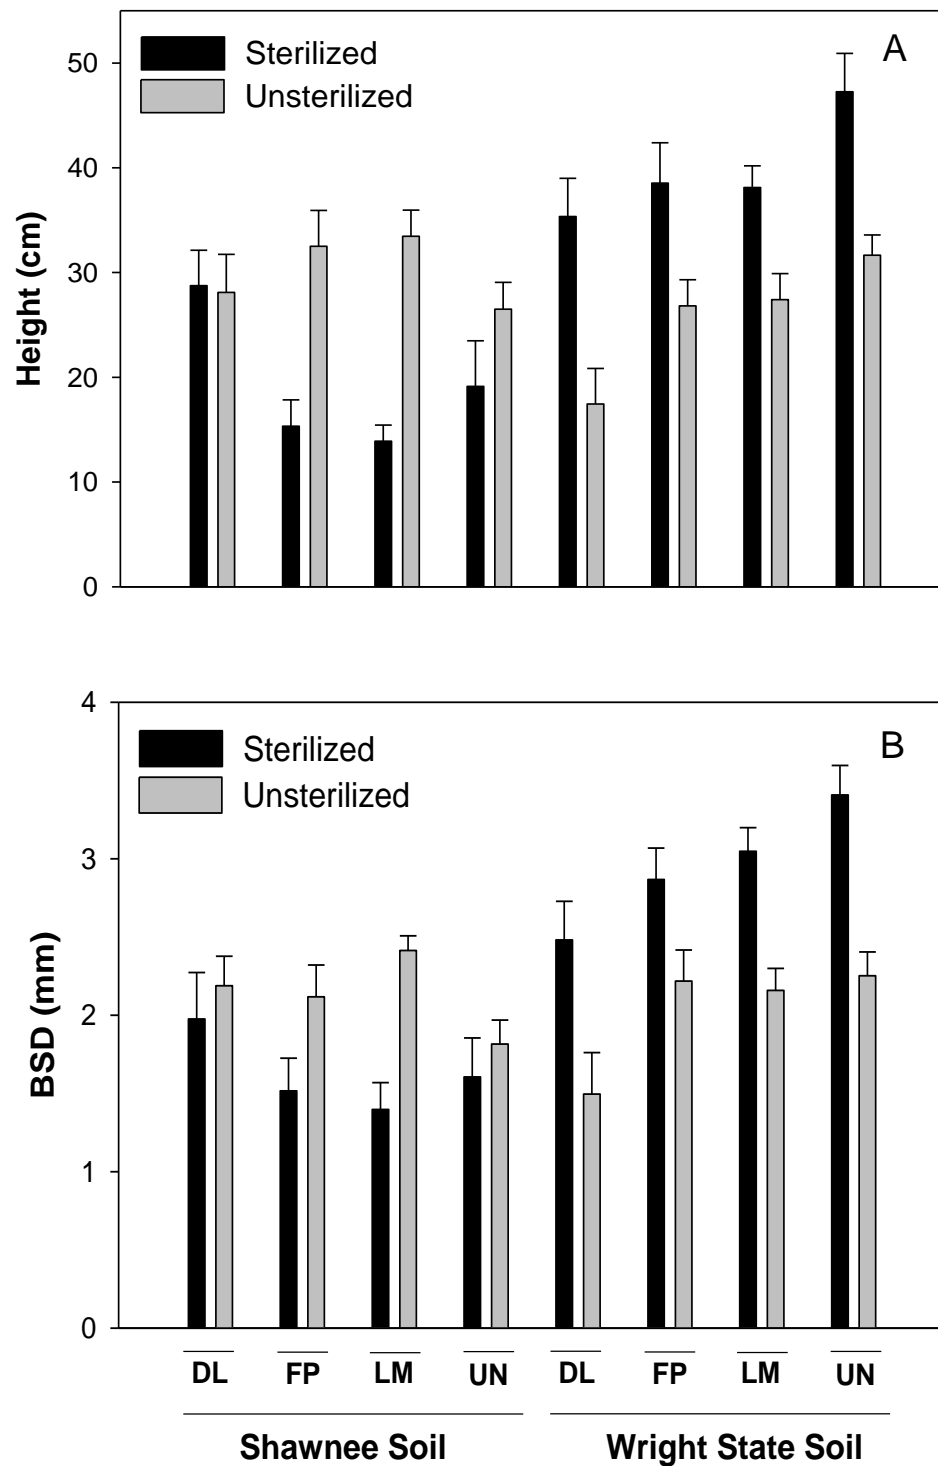 A
Sterilized
Unsterilized
50
40
30
20
10
0
Height (cm)
B
Sterilized
Unsterilized
4
3
2
1
0
BSD (mm)
DL FP LM UN DL FP LM UN
Shawnee Soil Wright State Soil